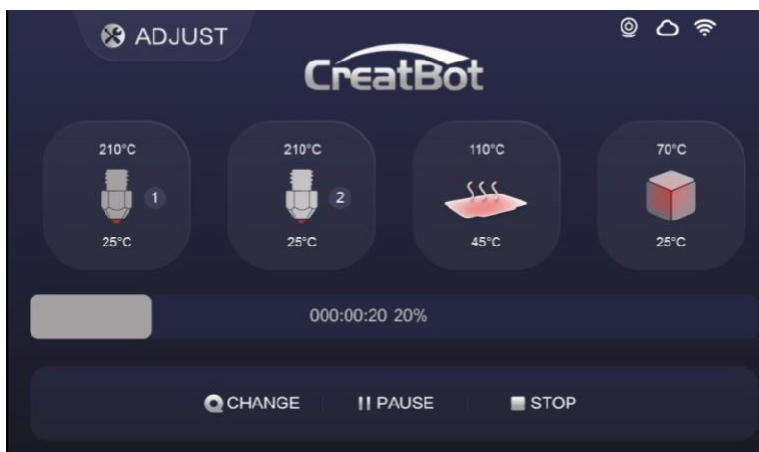 ADJUST
CreatBot
210°C 210°C 110°C 70°C
1 2
25°C 25°C 45°C 25°C
000:00:20 20%
CHANGE PAUSE STOP